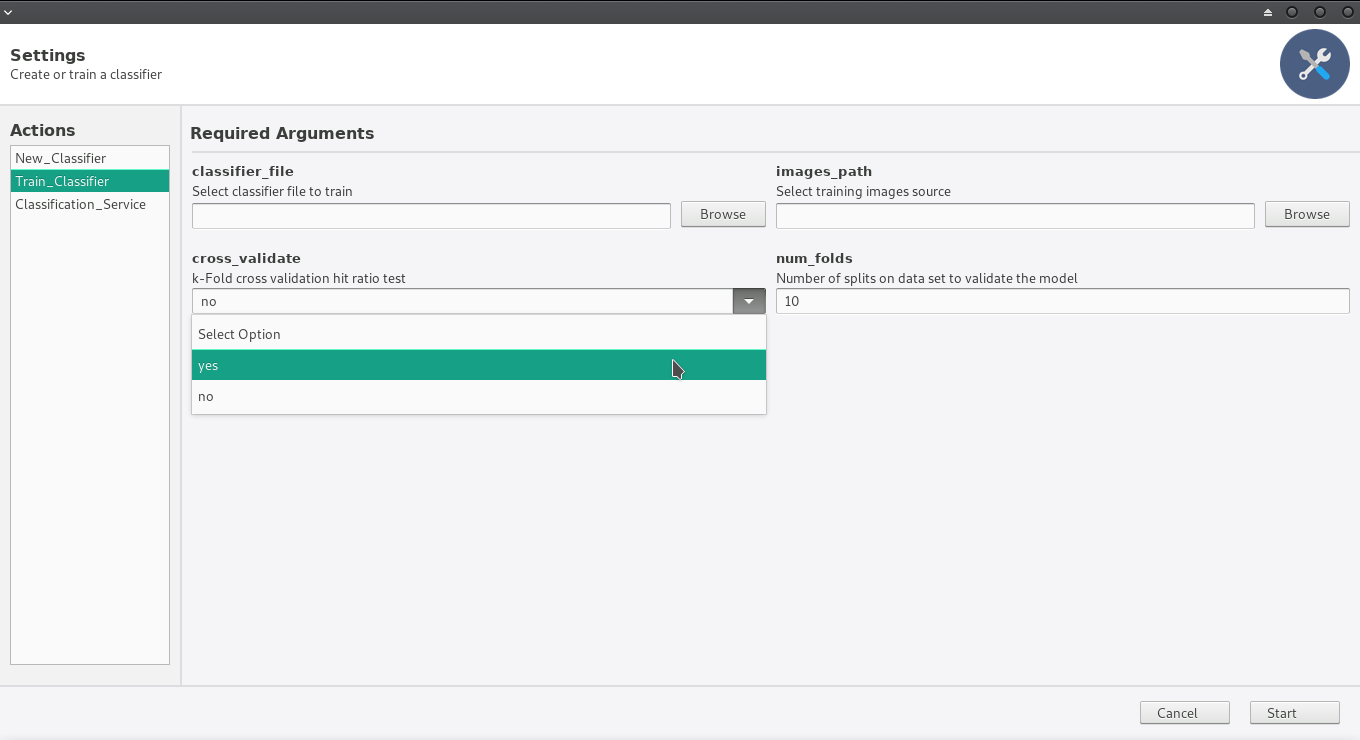 Settings
Create or train a classifier
Actions
New_Classifier
Train_Classifier
Classification_Service
Required Arguments
classifier_file
Select classifier file to train
Browse
images_path
Select training images source
Browse
cross_validate
k-Fold cross validation hit ratio test
no
Select Option
yes
no
num_folds
Number of splits on data set to validate the model
10
Cancel
Start